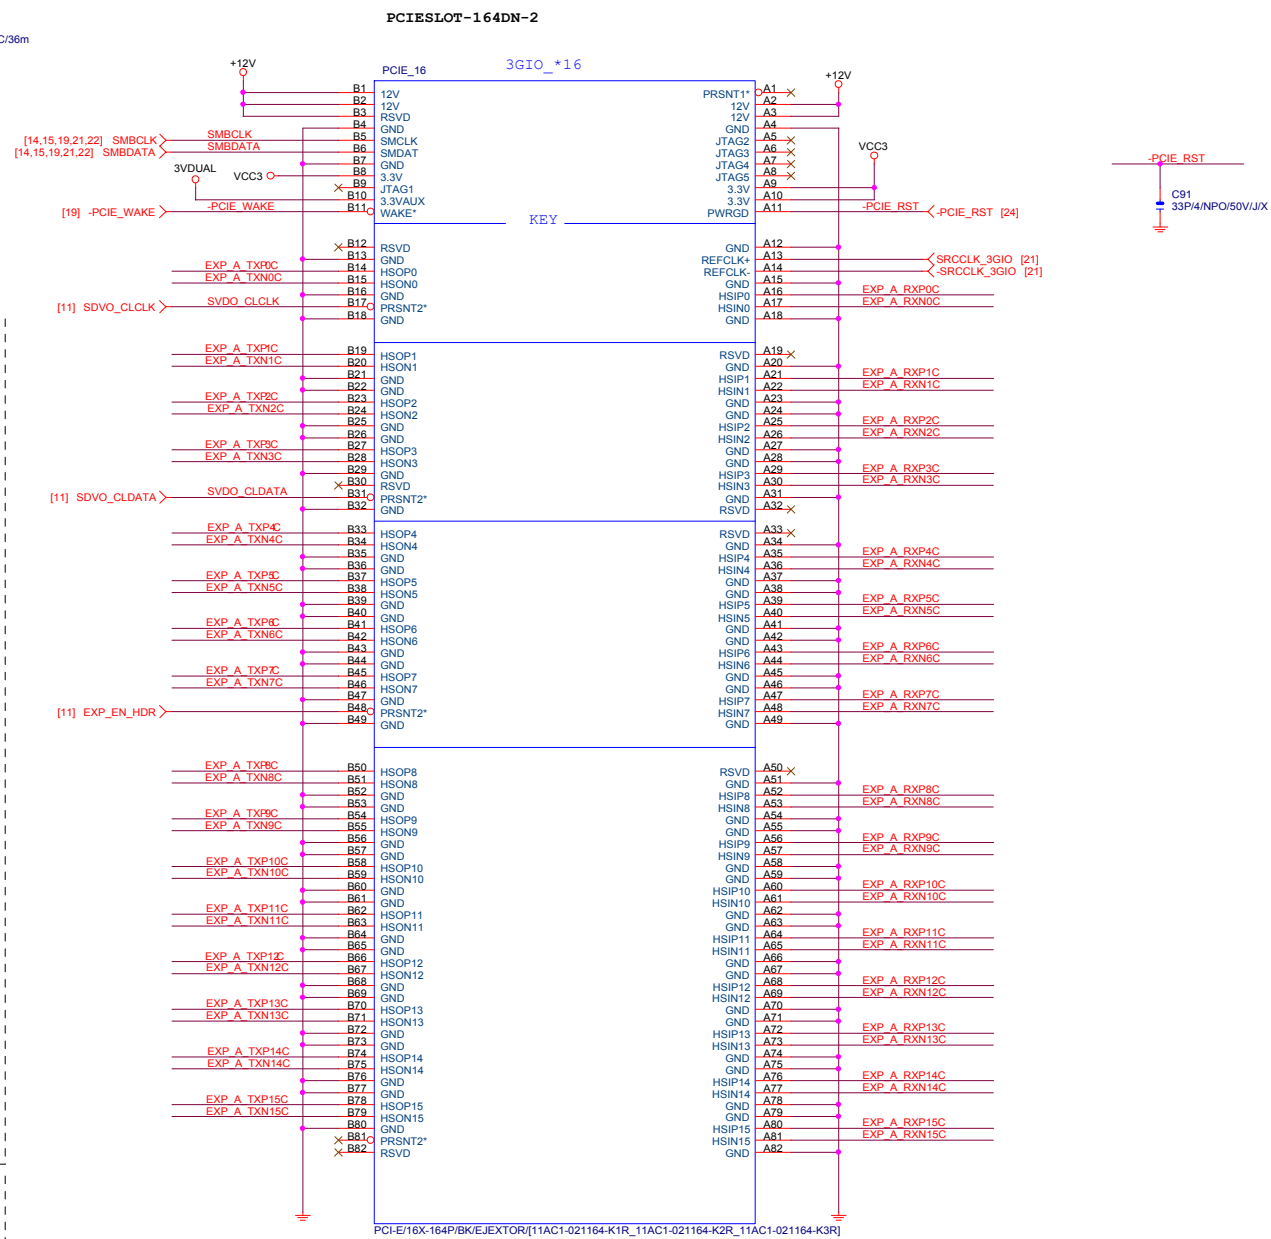 PCIESLOT-164DN-2
C/36m
+12V
PCIE_16
3GIO_*16
+12V
B1 12V
B2 12V
B3 RSVD
B4 GND
[14,15,19,21,22] SMBCLK SMBCLK B5 SMCLK
[14,15,19,21,22] SMBDATA SMBDATA B6 SMDAT
B7 GND
3VDUAL VCC3 B8 3.3V
B9 JTAG1
B10 3.3VAUX
[19] -PCIE_WAKE -PCIE_WAKE B11 WAKE*
PRSNT1* A1
12V A2
12V A3
GND A4
JTAG2 A5
JTAG3 A6
JTAG4 A7
JTAG5 A8
VCC3
3.3V A9
3.3V A10
PWRGD A11 -PCIE_RST -PCIE_RST [24]
KEY
-PCIE_RST
C91
33P/4/NPO/50V/J/X
B12 RSVD
B13 GND
EXP_A_TXP0C B14 HSOP0
EXP_A_TXN0C B15 HSON0
B16 GND
[11] SDVO_CLCLK SVDO_CLCLK B17 PRSNT2*
B18 GND
GND A12
REFCLK+ A13 SRCCLK_3GIO [21]
REFCLK- A14 -SRCCLK_3GIO [21]
GND A15
HSIP0 A16 EXP_A_RXP0C
HSIN0 A17 EXP_A_RXN0C
GND A18
EXP_A_TXP1C B19 HSOP1
EXP_A_TXN1C B20 HSON1
B21 GND
B22 GND
EXP_A_TXP2C B23 HSOP2
EXP_A_TXN2C B24 HSON2
B25 GND
B26 GND
EXP_A_TXP3C B27 HSOP3
EXP_A_TXN3C B28 HSON3
B29 GND
B30 RSVD
[11] SDVO_CLDATA SVDO_CLDATA B31 PRSNT2*
B32 GND
RSVD A19
GND A20
HSIP1 A21 EXP_A_RXP1C
HSIN1 A22 EXP_A_RXN1C
GND A23
GND A24
HSIP2 A25 EXP_A_RXP2C
HSIN2 A26 EXP_A_RXN2C
GND A27
GND A28
HSIP3 A29 EXP_A_RXP3C
HSIN3 A30 EXP_A_RXN3C
GND A31
RSVD A32
EXP_A_TXP4C B33 HSOP4
EXP_A_TXN4C B34 HSON4
B35 GND
B36 GND
EXP_A_TXP5C B37 HSOP5
EXP_A_TXN5C B38 HSON5
B39 GND
B40 GND
EXP_A_TXP6C B41 HSOP6
EXP_A_TXN6C B42 HSON6
B43 GND
B44 GND
EXP_A_TXP7C B45 HSOP7
EXP_A_TXN7C B46 HSON7
B47 GND
[11] EXP_EN_HDR B48 PRSNT2*
B49 GND
RSVD A33
GND A34
HSIP4 A35 EXP_A_RXP4C
HSIN4 A36 EXP_A_RXN4C
GND A37
GND A38
HSIP5 A39 EXP_A_RXP5C
HSIN5 A40 EXP_A_RXN5C
GND A41
GND A42
HSIP6 A43 EXP_A_RXP6C
HSIN6 A44 EXP_A_RXN6C
GND A45
GND A46
HSIP7 A47 EXP_A_RXP7C
HSIN7 A48 EXP_A_RXN7C
GND A49
EXP_A_TXP8C B50 HSOP8
EXP_A_TXN8C B51 HSON8
B52 GND
B53 GND
EXP_A_TXP9C B54 HSOP9
EXP_A_TXN9C B55 HSON9
B56 GND
B57 GND
EXP_A_TXP10C B58 HSOP10
EXP_A_TXN10C B59 HSON10
B60 GND
B61 GND
EXP_A_TXP11C B62 HSOP11
EXP_A_TXN11C B63 HSON11
B64 GND
B65 GND
EXP_A_TXP12C B66 HSOP12
EXP_A_TXN12C B67 HSON12
B68 GND
B69 GND
EXP_A_TXP13C B70 HSOP13
EXP_A_TXN13C B71 HSON13
B72 GND
B73 GND
EXP_A_TXP14C B74 HSOP14
EXP_A_TXN14C B75 HSON14
B76 GND
B77 GND
EXP_A_TXP15C B78 HSOP15
EXP_A_TXN15C B79 HSON15
B80 GND
B81 PRSNT2*
B82 RSVD
RSVD A50
GND A51
HSIP8 A52 EXP_A_RXP8C
HSIN8 A53 EXP_A_RXN8C
GND A54
GND A55
HSIP9 A56 EXP_A_RXP9C
HSIN9 A57 EXP_A_RXN9C
GND A58
GND A59
HSIP10 A60 EXP_A_RXP10C
HSIN10 A61 EXP_A_RXN10C
GND A62
GND A63
HSIP11 A64 EXP_A_RXP11C
HSIN11 A65 EXP_A_RXN11C
GND A66
GND A67
HSIP12 A68 EXP_A_RXP12C
HSIN12 A69 EXP_A_RXN12C
GND A70
GND A71
HSIP13 A72 EXP_A_RXP13C
HSIN13 A73 EXP_A_RXN13C
GND A74
GND A75
HSIP14 A76 EXP_A_RXP14C
HSIN14 A77 EXP_A_RXN14C
GND A78
GND A79
HSIP15 A80 EXP_A_RXP15C
HSIN15 A81 EXP_A_RXN15C
GND A82
PCI-E/16X-164P/BK/EJEXTOR/[11AC1-021164-K1R_11AC1-021164-K2R_11AC1-021164-K3R]